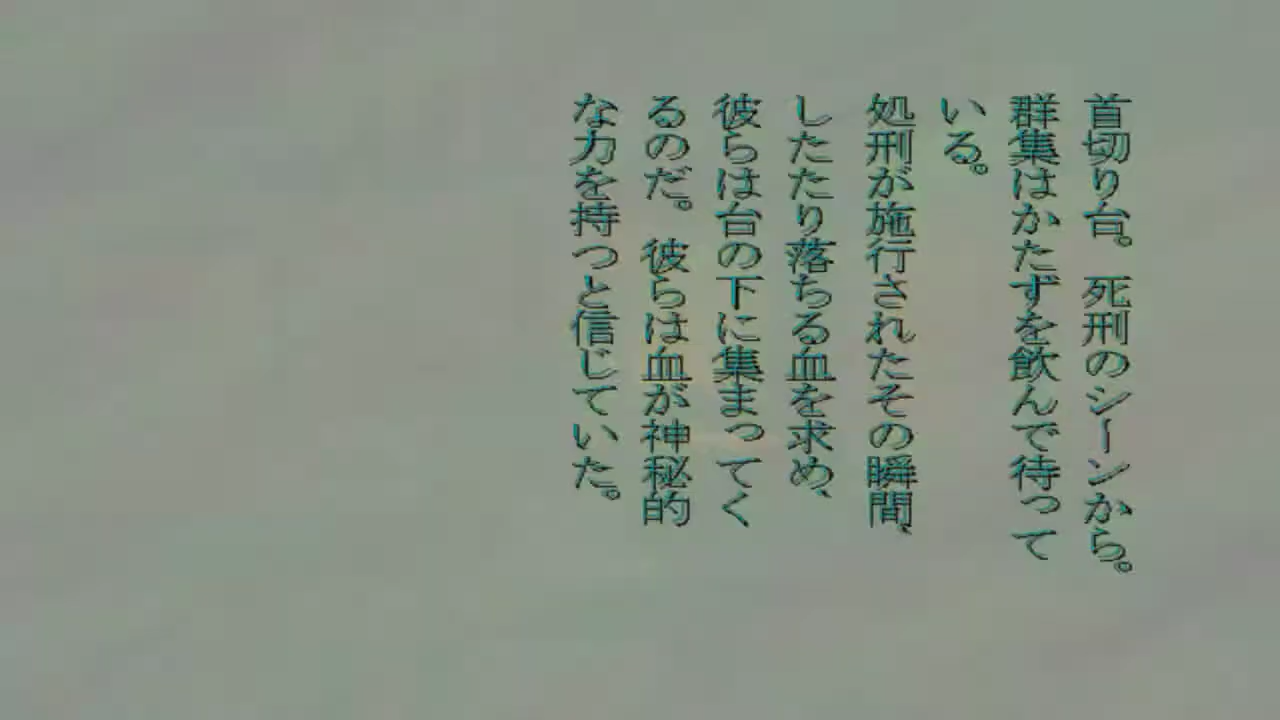 首切り台。死刑のシーンから。
群集はかたずを飲んで待って
いる。
処刑が施行されたその瞬間、
したたり落ちる血を求め、
彼らは台の下に集まってく
るのだ。彼らは血が神秘的
な力を持つと信じていた。